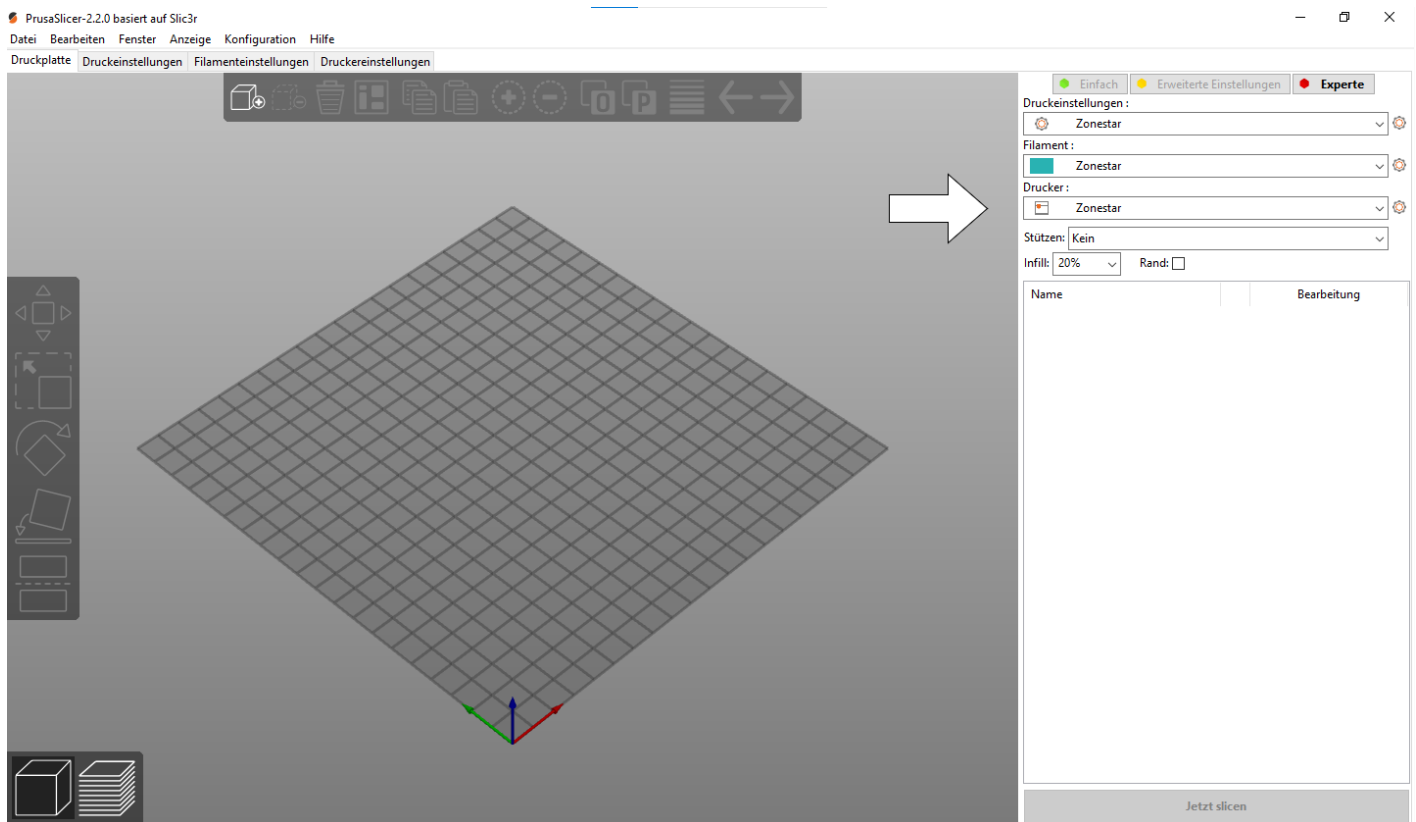 PrusaSlicer-2.2.0 basiert auf Slic3r
Datei Bearbeiten Fenster Anzeige Konfiguration Hilfe
Druckplatte Druckeinstellungen Filamenteinstellungen Druckereinstellungen
Einfach Erweiterte Einstellungen Experte
Druckeinstellungen :
Zonestar
Filament :
Zonestar
Drucker :
Zonestar
Stützen: Kein
Infill: 20% Rand:
Name Bearbeitung
Jetzt slicen